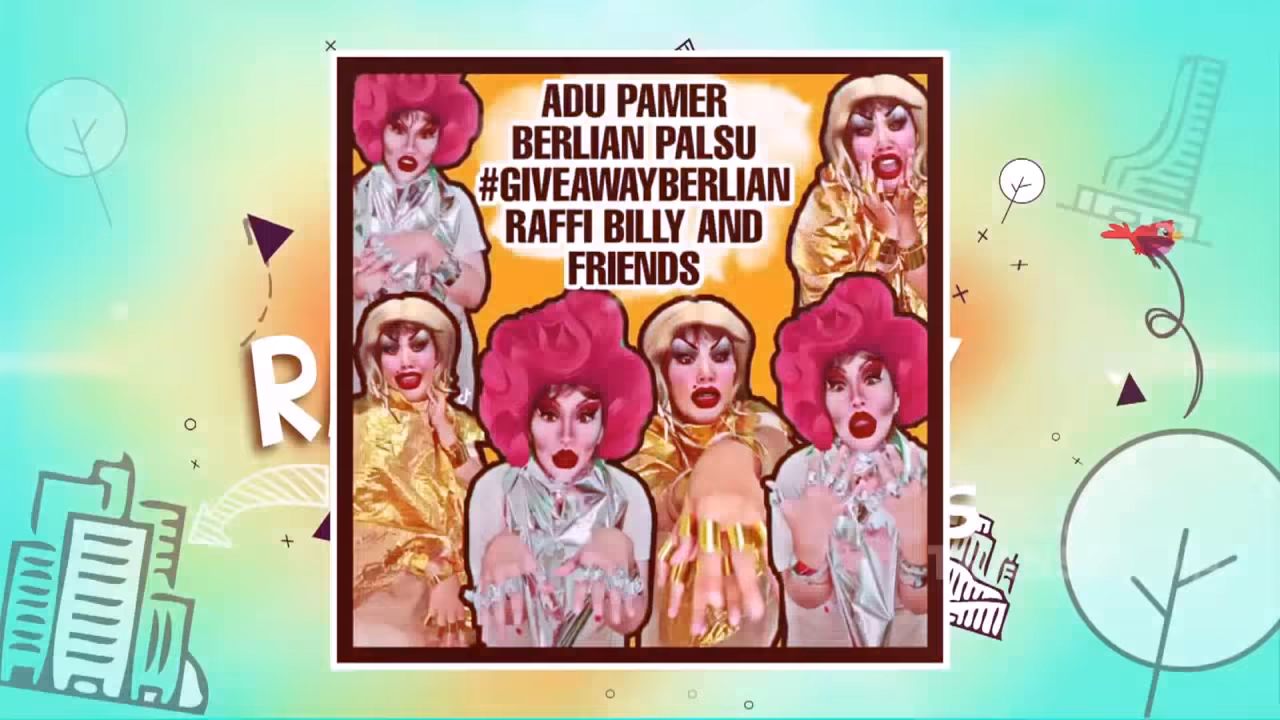 ADU PAMER
BERLIAN PALSU
#GIVEAWAYBERLIAN
RAFFI BILLY AND
FRIENDS
R
S